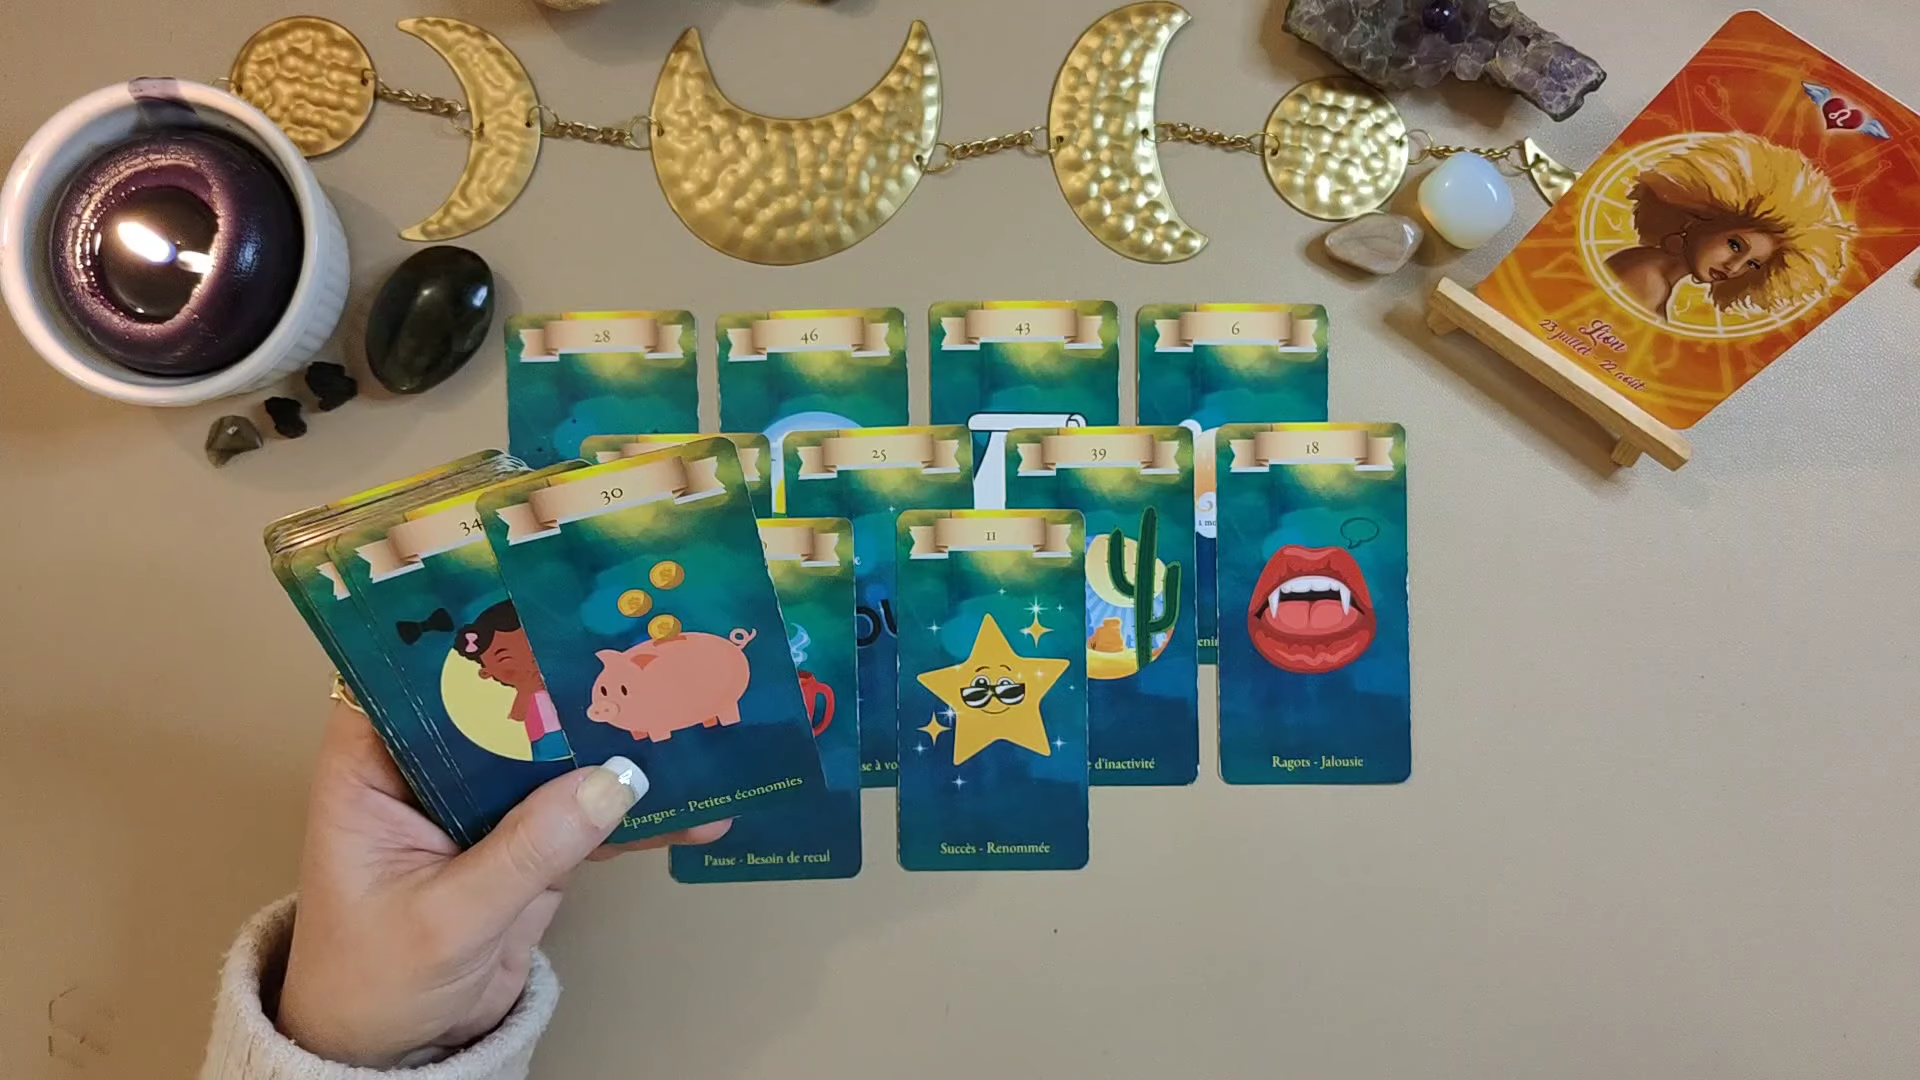 28
46
43
6
Lion
23 juillet - 22 août
25
39
18
34
30
11
d'inactivité
Ragots - Jalousie
Epargne - Petites économies
Pause - Besoin de recul
Succès - Renommée